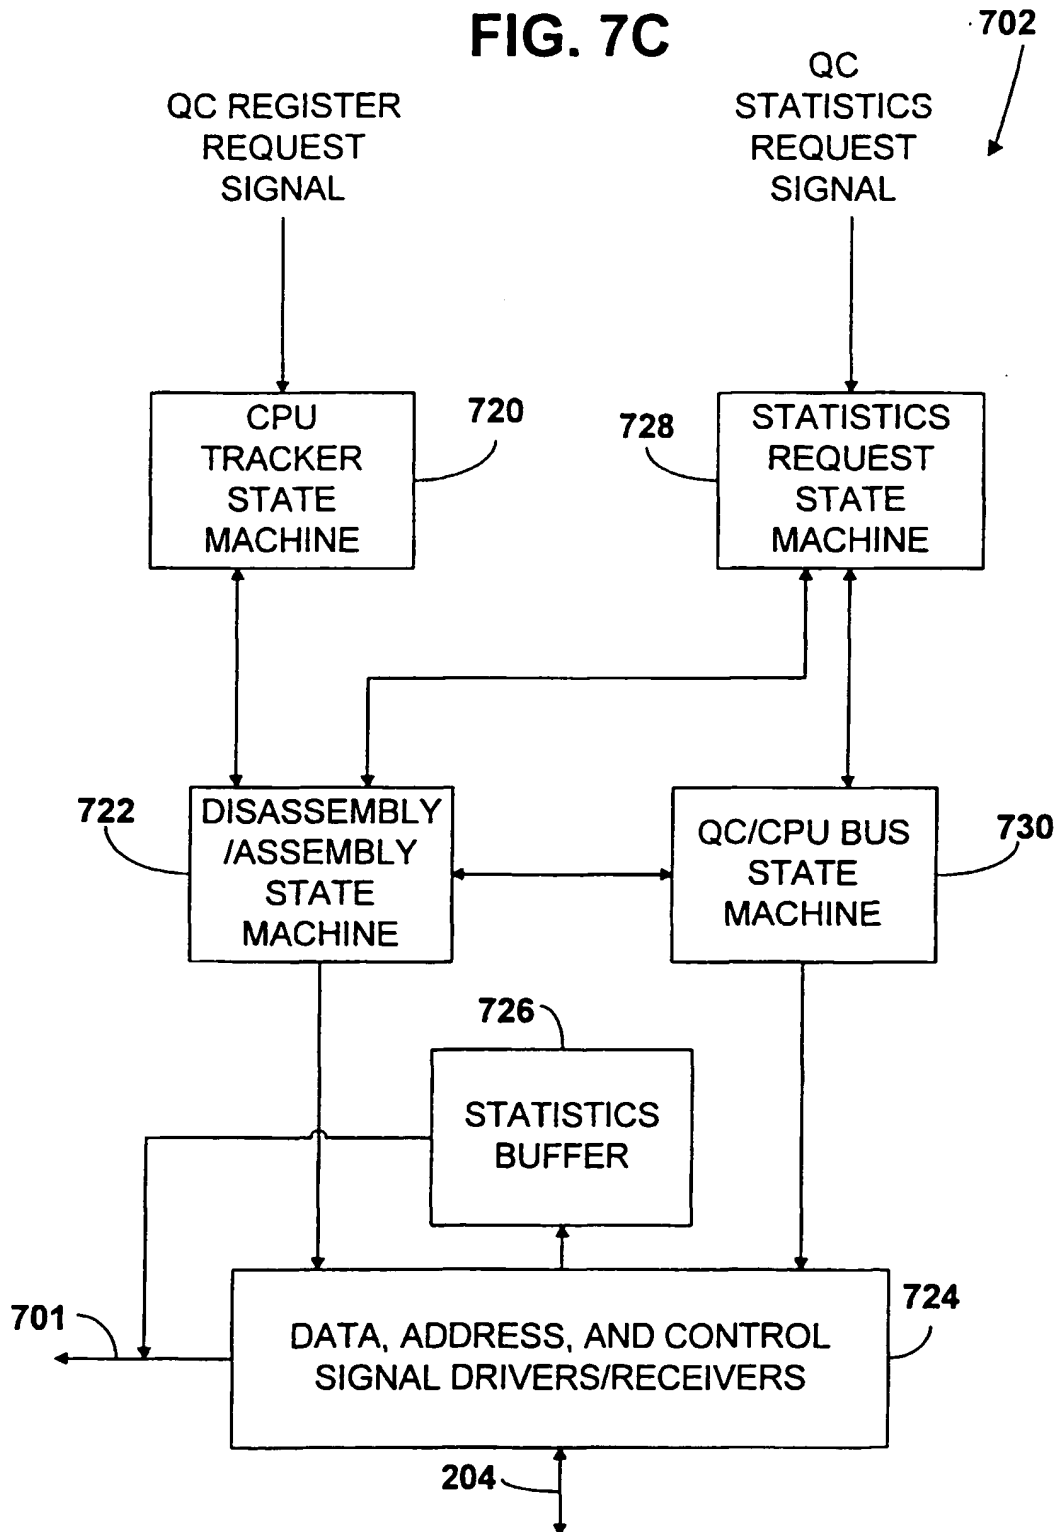 FIG. 7C
702
QC REGISTER
REQUEST
SIGNAL
QC
STATISTICS
REQUEST
SIGNAL
CPU
TRACKER
STATE
MACHINE
720
728
STATISTICS
REQUEST
STATE
MACHINE
722
DISASSEMBLY
/ASSEMBLY
STATE
MACHINE
QC/CPU BUS
STATE
MACHINE
730
726
STATISTICS
BUFFER
701
DATA, ADDRESS, AND CONTROL
SIGNAL DRIVERS/RECEIVERS
724
204